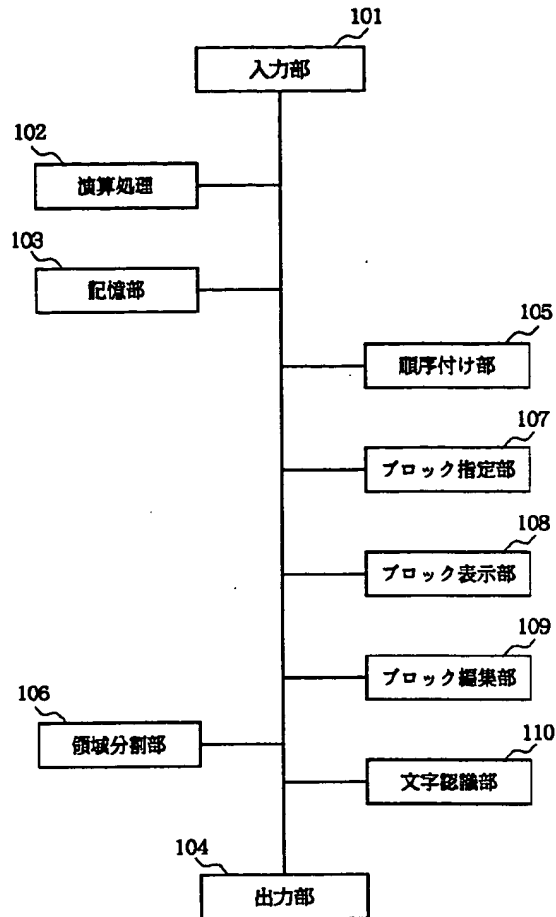 101
入力部
102
演算処理
103
記憶部
105
順序付け部
107
ブロック指定部
108
ブロック表示部
109
ブロック編集部
106
領域分割部
110
文字認識部
104
出力部